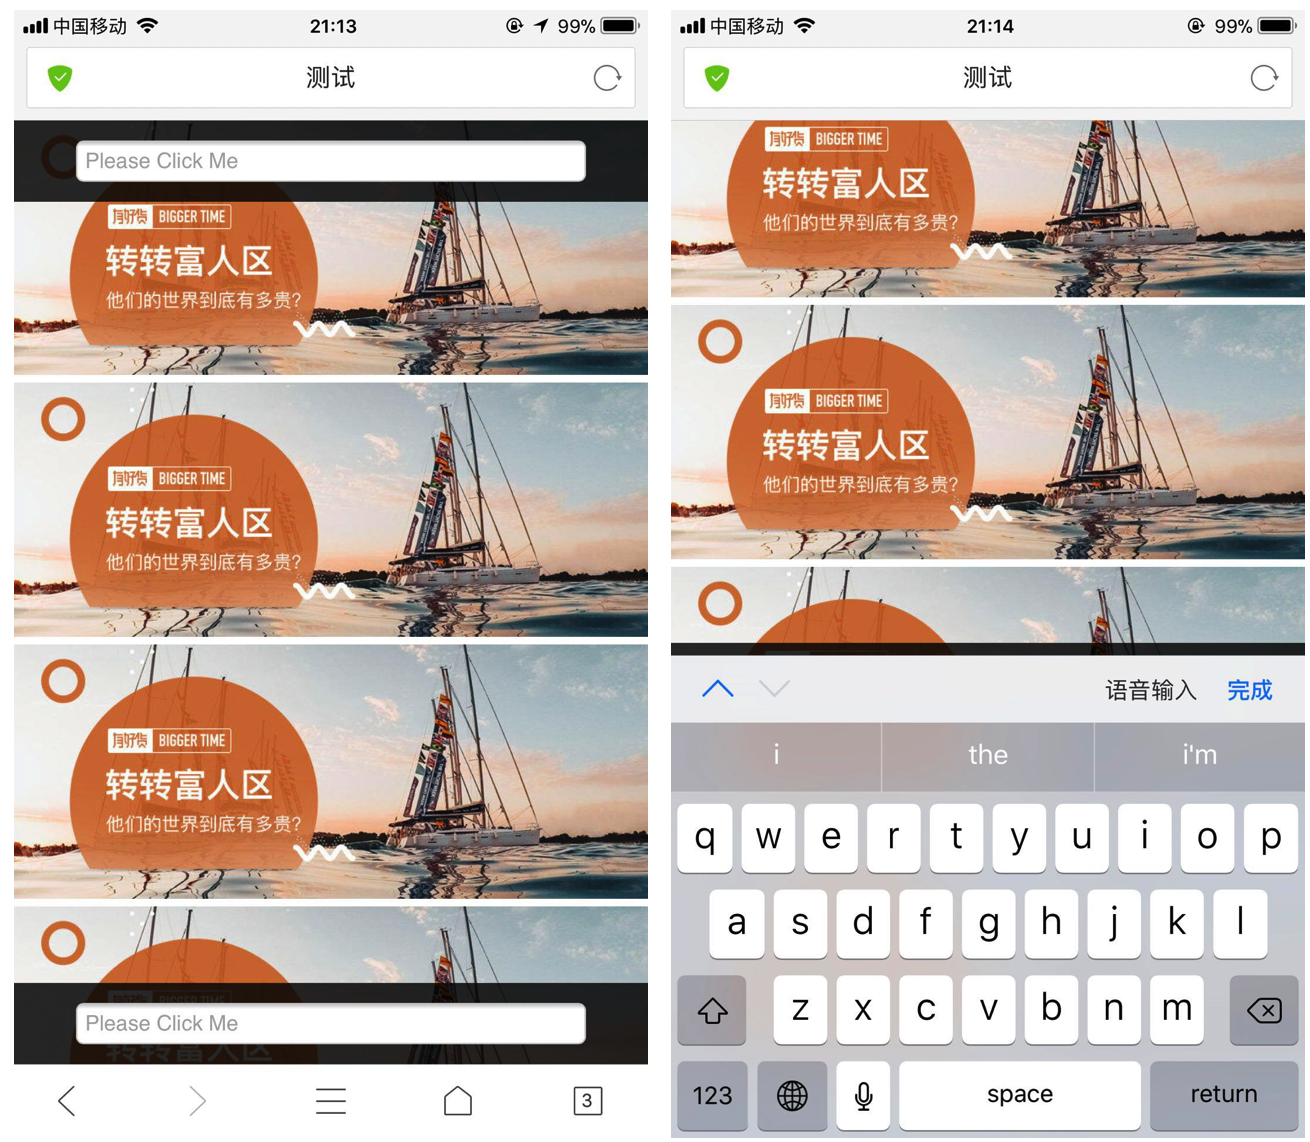 中国移动
21:13
99%
测试
Please Click Me
有好货 BIGGER TIME
转转富人区
他们的世界到底有多贵?
有好货 BIGGER TIME
转转富人区
他们的世界到底有多贵?
有好货 BIGGER TIME
转转富人区
他们的世界到底有多贵?
Please Click Me
3
中国移动
21:14
99%
测试
有好货 BIGGER TIME
转转富人区
他们的世界到底有多贵?
有好货 BIGGER TIME
转转富人区
他们的世界到底有多贵?
语音输入 完成
i the i'm
q w e r t y u i o p
a s d f g h j k l
z x c v b n m
123 space return